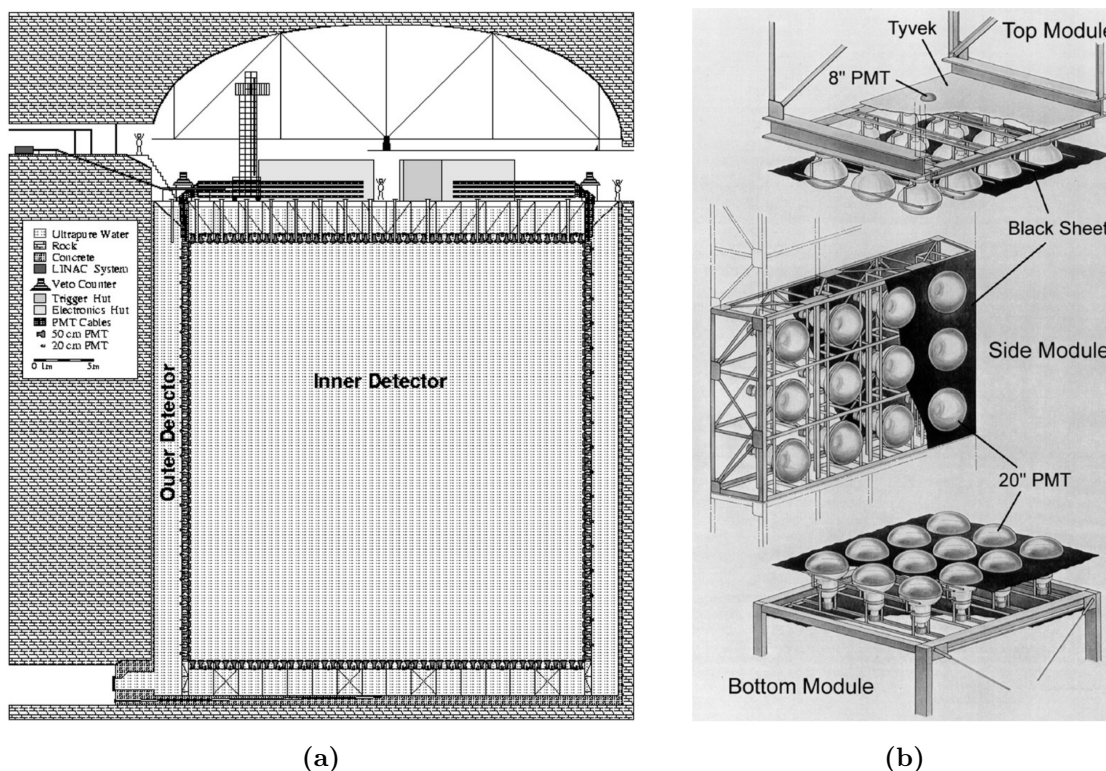 Ultrapure Water
Rock
Concrete
LINAC System
Veto Counter
Trigger Hut
Electronics Hut
PMT Cables
50 cm PMT
20 cm PMT
0 1m 5m
Outer Detector
Inner Detector
(a)
Tyvek
Top Module
8" PMT
Black Sheet
Side Module
20" PMT
Bottom Module
(b)